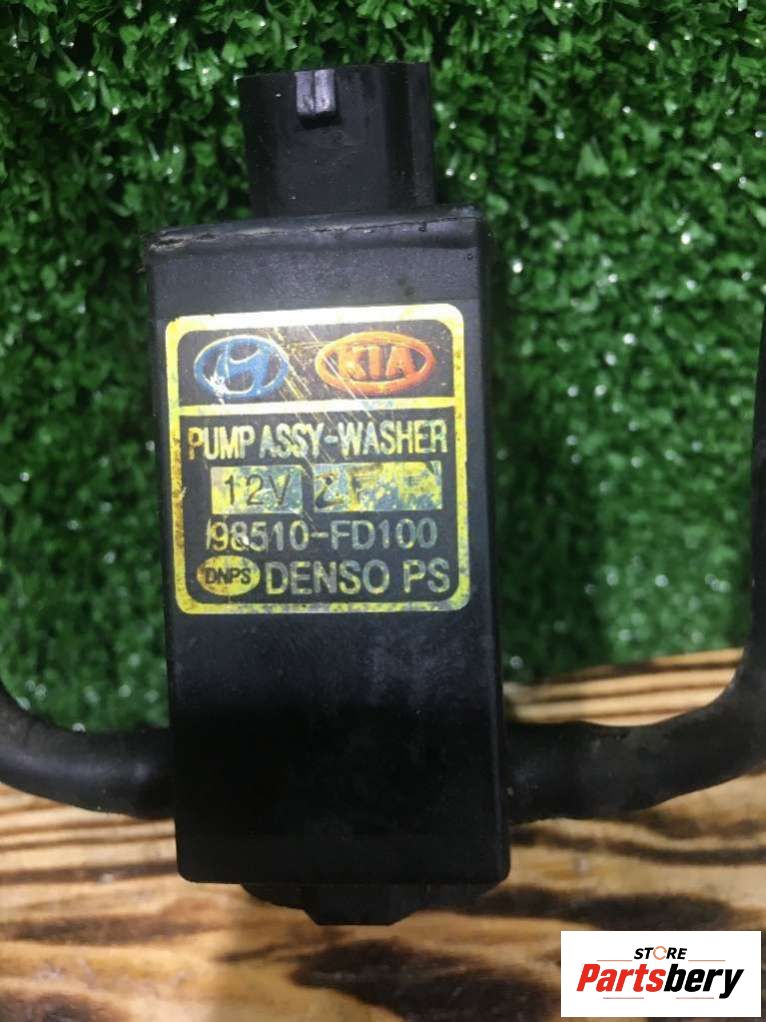 KIA
PUMP ASSY-WASHER
12V
98510-FD100
DNPS DENSO PS
STORE
Partsbery